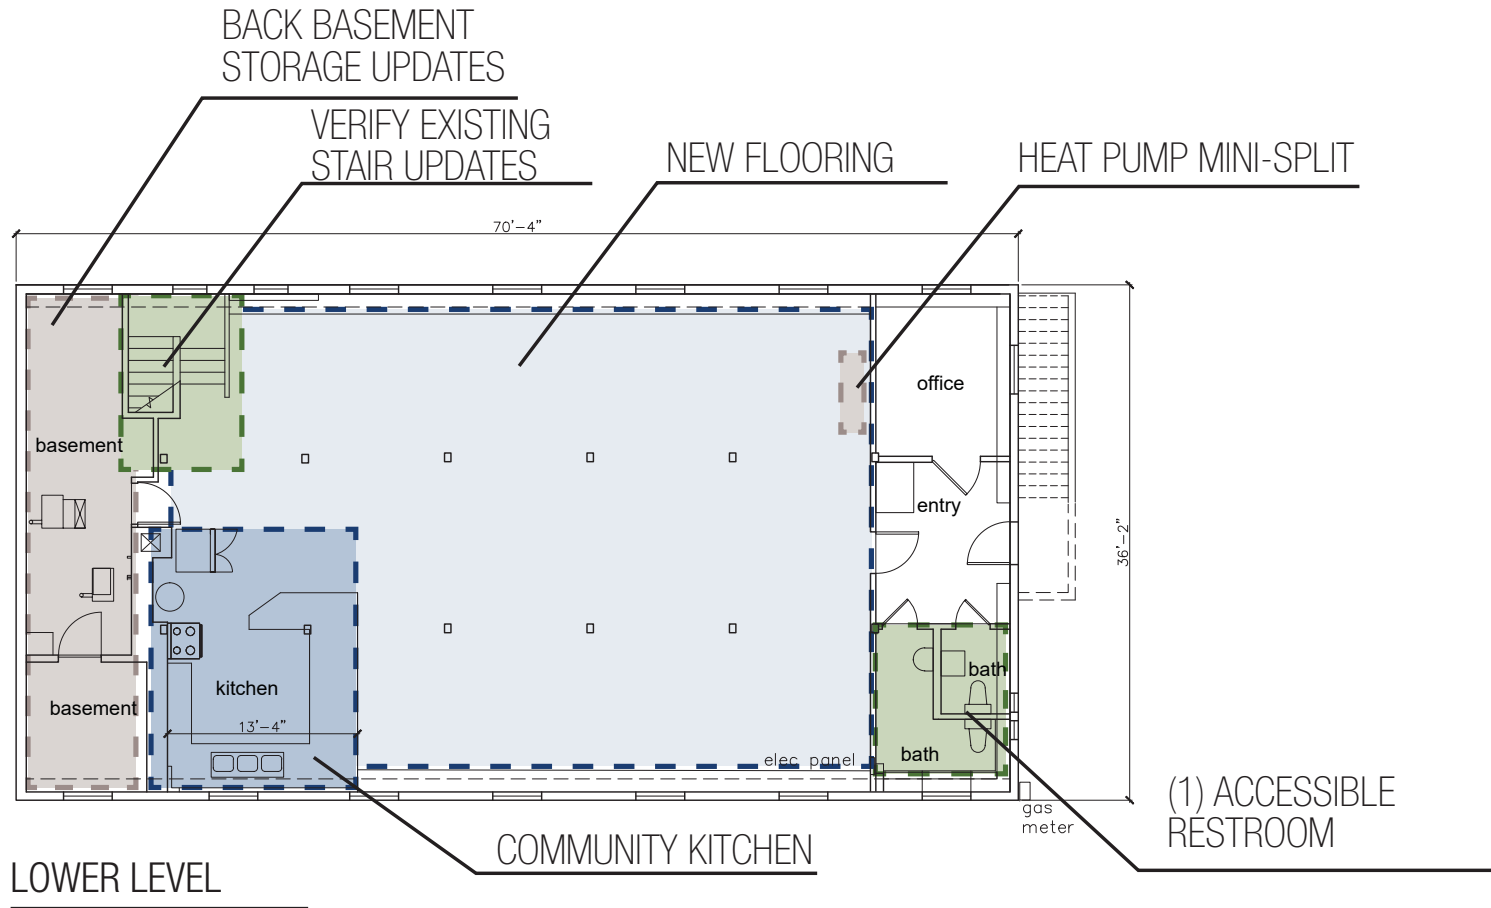 BACK BASEMENT
STORAGE UPDATES
VERIFY EXISTING
STAIR UPDATES
NEW FLOORING
HEAT PUMP MINI-SPLIT
70'-4"
office
basement
entry
36'-2"
bath
kitchen
basement
13'-4"
bath
elec panel
gas
meter
(1) ACCESSIBLE
RESTROOM
COMMUNITY KITCHEN
LOWER LEVEL